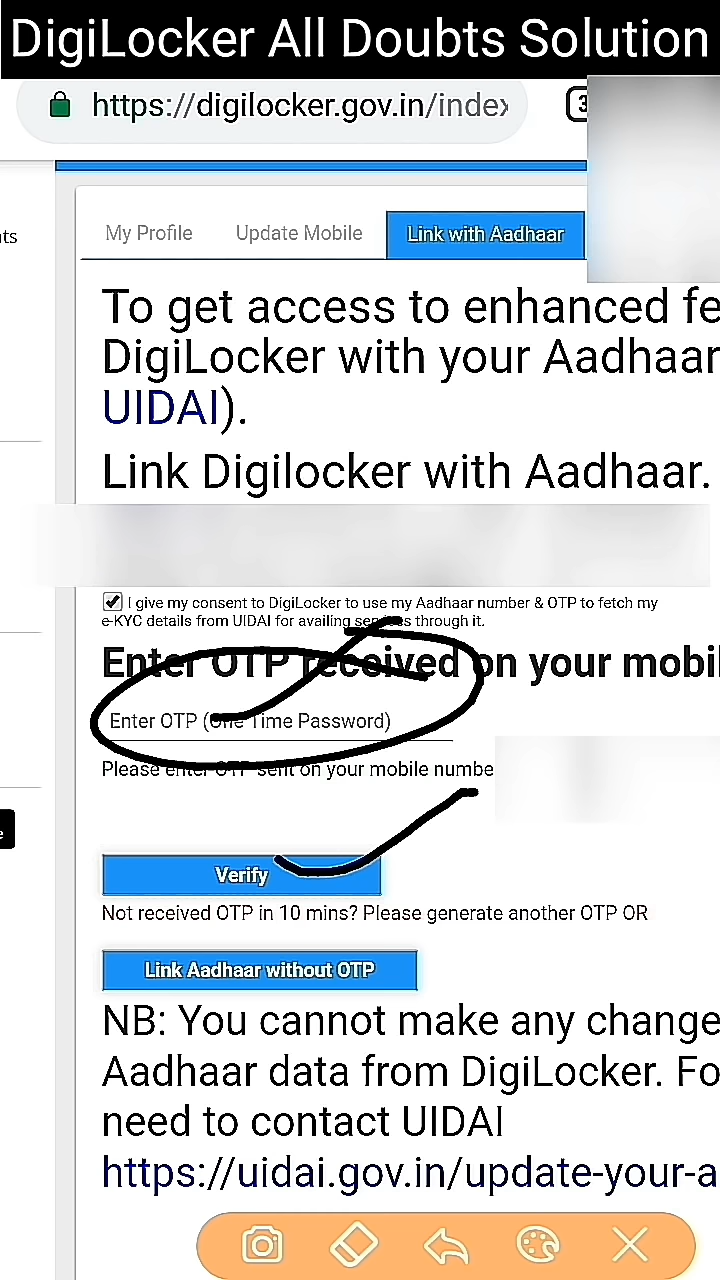 DigiLocker All Doubts Solution
https://digilocker.gov.in/index
3
nts
My Profile Update Mobile Link with Aadhaar
To get access to enhanced fe
DigiLocker with your Aadhaar
UIDAI).
Link Digilocker with Aadhaar.
I give my consent to DigiLocker to use my Aadhaar number & OTP to fetch my
e-KYC details from UIDAI for availing services through it.
Enter OTP received on your mobil
Enter OTP (One Time Password)
Please enter OTP sent on your mobile numbe
e
Verify
Not received OTP in 10 mins? Please generate another OTP OR
Link Aadhaar without OTP
NB: You cannot make any change
Aadhaar data from DigiLocker. Fo
need to contact UIDAI
https://uidai.gov.in/update-your-a